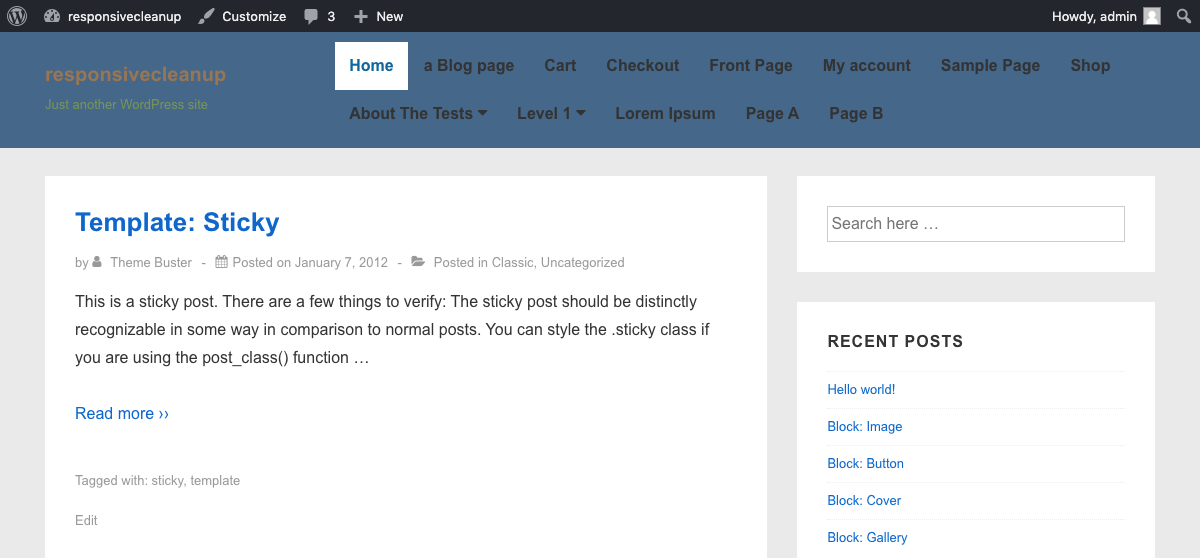 responsivecleanup Customize 3 New Howdy, admin
responsivecleanup
Just another WordPress site
Home a Blog page Cart Checkout Front Page My account Sample Page Shop
About The Tests Level 1 Lorem Ipsum Page A Page B
Template: Sticky
by Theme Buster - Posted on January 7, 2012 - Posted in Classic, Uncategorized
This is a sticky post. There are a few things to verify: The sticky post should be distinctly
recognizable in some way in comparison to normal posts. You can style the .sticky class if
you are using the post_class() function …
Read more ››
Tagged with: sticky, template
Edit
Search here …
RECENT POSTS
Hello world!
Block: Image
Block: Button
Block: Cover
Block: Gallery